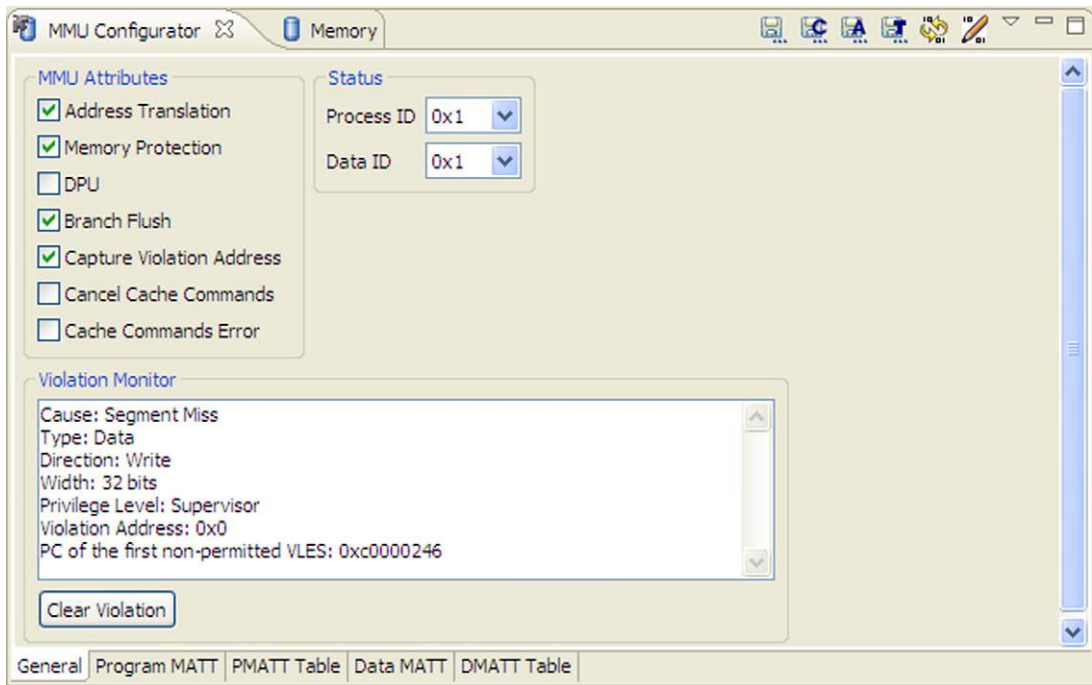 MMU Configurator
Memory
MMU Attributes
Address Translation
Memory Protection
DPU
Branch Flush
Capture Violation Address
Cancel Cache Commands
Cache Commands Error
Status
Process ID 0x1
Data ID 0x1
Violation Monitor
Cause: Segment Miss
Type: Data
Direction: Write
Width: 32 bits
Privilege Level: Supervisor
Violation Address: 0x0
PC of the first non-permitted VLES: 0xc0000246
Clear Violation
General Program MATT PMATT Table Data MATT DMATT Table